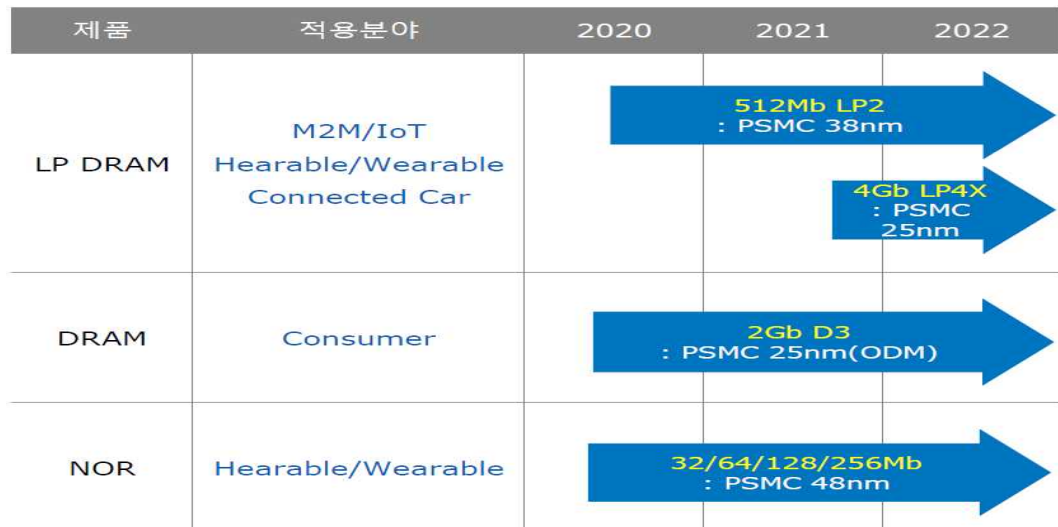 제품 적용분야 2020 2021 2022
LP DRAM
M2M/IoT
Hearable/Wearable
Connected Car
512Mb LP2
: PSMC 38nm
4Gb LP4X
: PSMC
25nm
DRAM
Consumer
2Gb D3
: PSMC 25nm(ODM)
NOR
Hearable/Wearable
32/64/128/256Mb
: PSMC 48nm